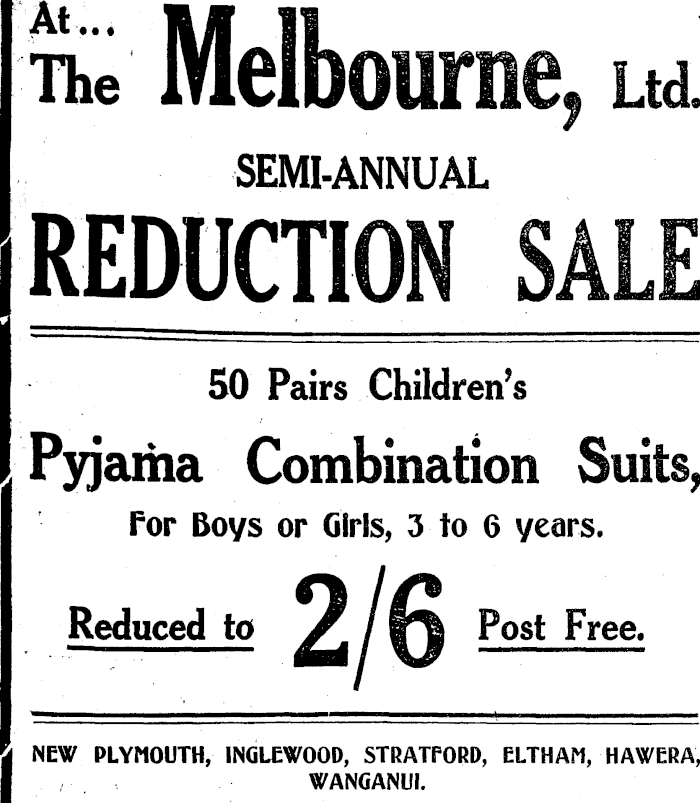 At...
The Melbourne, Ltd.
SEMI-ANNUAL
REDUCTION SALE
50 Pairs Children's
Pyjama Combination Suits,
For Boys or Girls, 3 to 6 years.
Reduced to 2/6 Post Free.
NEW PLYMOUTH, INGLEWOOD, STRATFORD, ELTHAM, HAWERA,
WANGANUI.